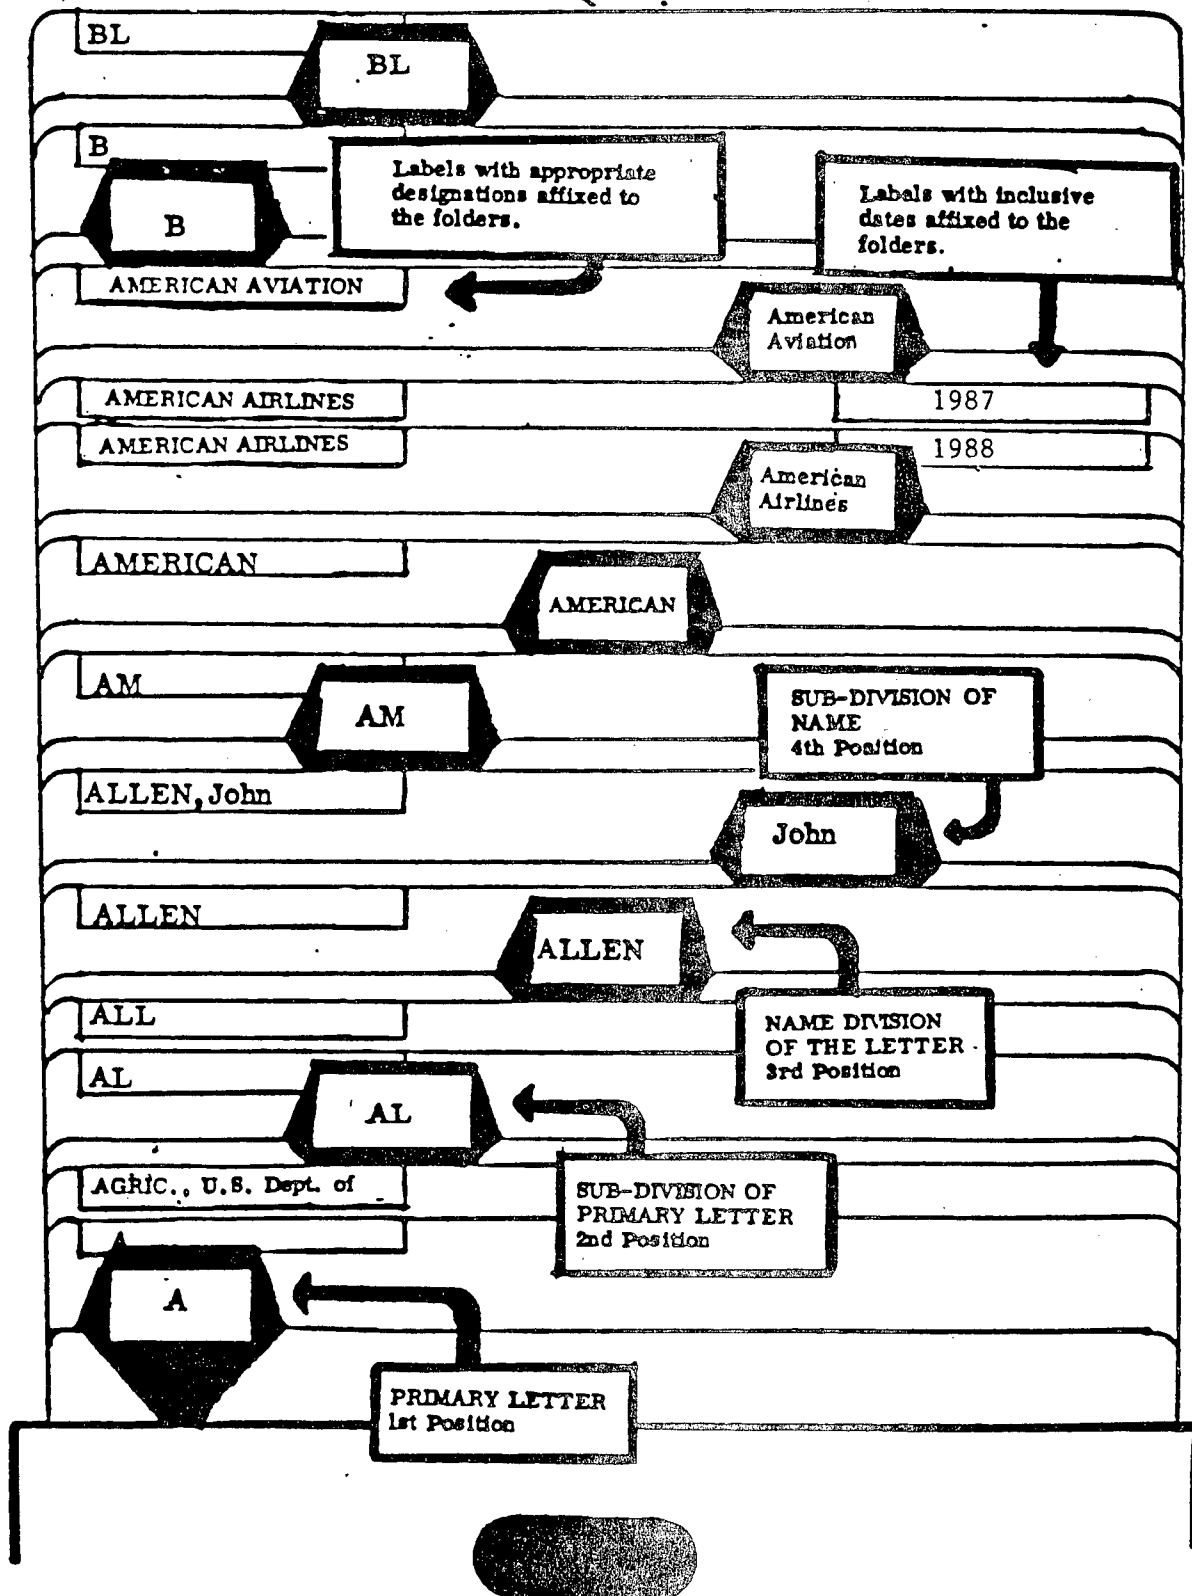 BL
BL
B
B
Labels with appropriate
designations affixed to
the folders.
Labels with inclusive
dates affixed to the
folders.
AMERICAN AVIATION
American
Aviation
AMERICAN AIRLINES
1987
AMERICAN AIRLINES
1988
American
Airlines
AMERICAN
AMERICAN
AM
AM
SUB-DIVISION OF
NAME
4th Position
ALLEN, John
John
ALLEN
ALLEN
ALL
NAME DIVISION
OF THE LETTER
3rd Position
AL
AL
AGRIC., U.S. Dept. of
SUB-DIVISION OF
PRIMARY LETTER
2nd Position
A
A
PRIMARY LETTER
1st Position